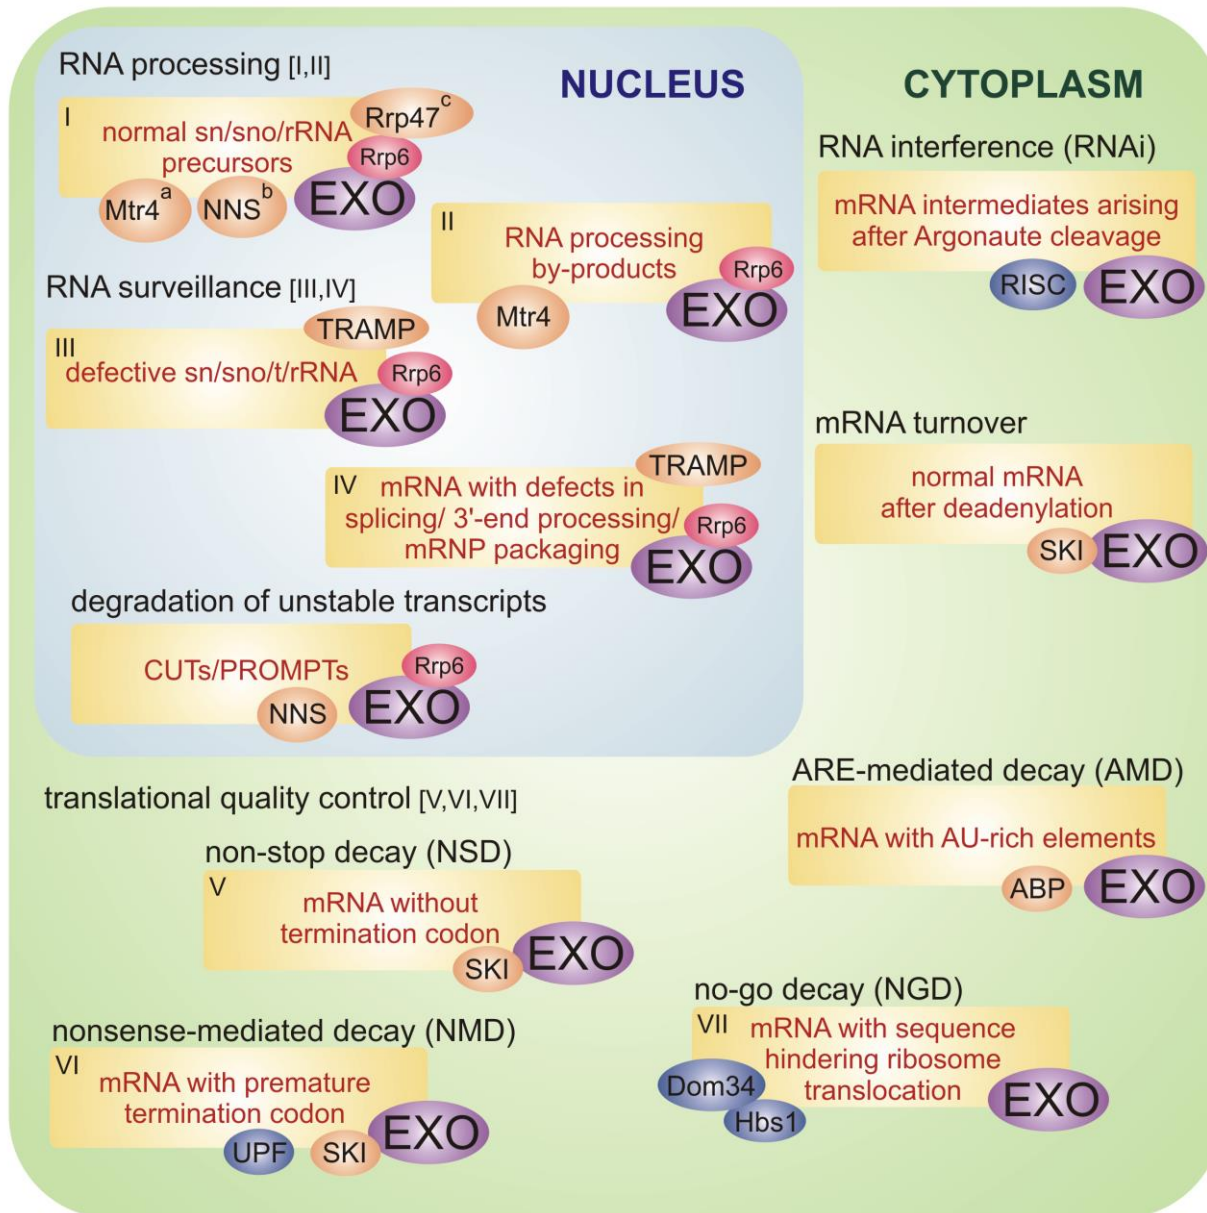 NUCLEUS
RNA processing [I,II]
I
normal sn/sno/rRNA
precursors
Rrp47c
Rrp6
EXO
Mtr4a
NNSb
II
RNA processing
by-products
Rrp6
EXO
Mtr4
RNA surveillance [III,IV]
III
TRAMP
defective sn/sno/t/rRNA
Rrp6
EXO
IV
TRAMP
mRNA with defects in
splicing/ 3'-end processing/
mRNP packaging
Rrp6
EXO
degradation of unstable transcripts
CUTs/PROMPTs
Rrp6
NNS
EXO
CYTOPLASM
RNA interference (RNAi)
mRNA intermediates arising
after Argonaute cleavage
RISC
EXO
mRNA turnover
normal mRNA
after deadenylation
SKI
EXO
ARE-mediated decay (AMD)
mRNA with AU-rich elements
ABP
EXO
translational quality control [V,VI,VII]
non-stop decay (NSD)
V
mRNA without
termination codon
SKI
EXO
nonsense-mediated decay (NMD)
VI
mRNA with premature
termination codon
UPF
SKI
EXO
no-go decay (NGD)
VII
mRNA with sequence
hindering ribosome
translocation
Dom34
Hbs1
EXO